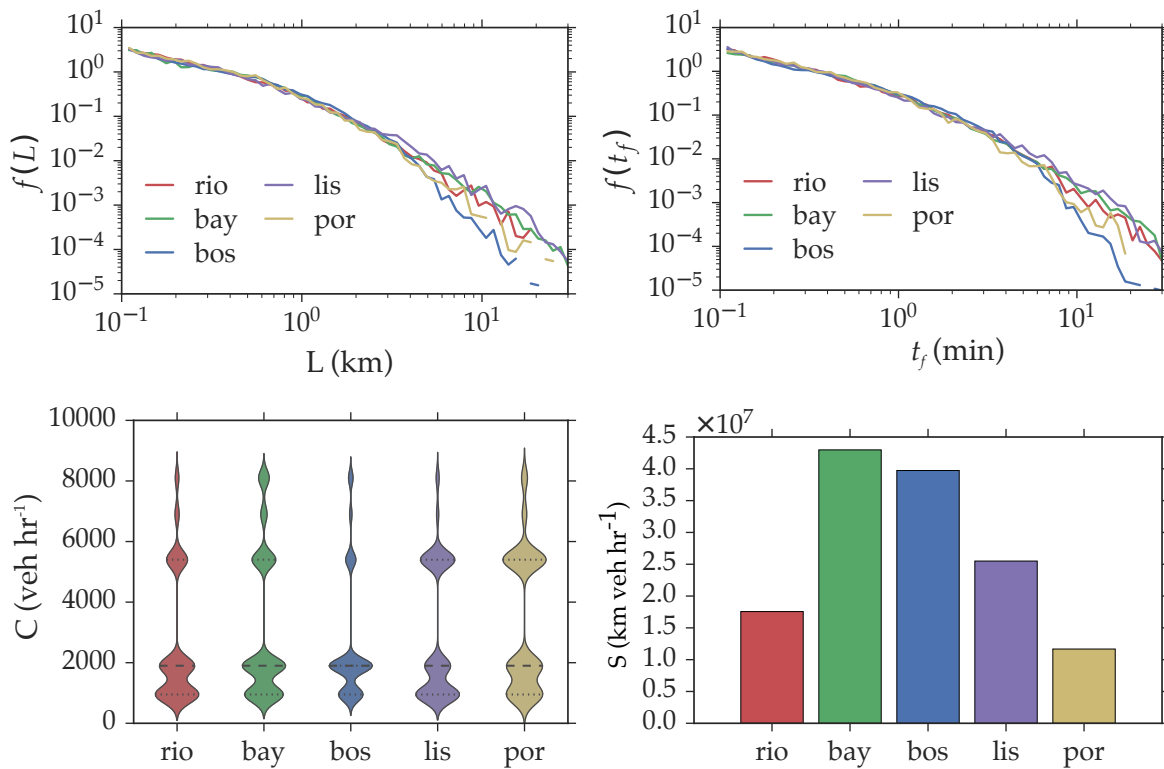 10^1
10^0
10^-1
10^-2
10^-3
10^-4
10^-5
f(L)
rio
bay
bos
lis
por
10^-1
10^0
10^1
L (km)
10^1
10^0
10^-1
10^-2
10^-3
10^-4
10^-5
f(t_f)
rio
bay
bos
lis
por
10^-1
10^0
10^1
t_f (min)
10000
8000
6000
4000
2000
0
C (veh hr^-1)
rio bay bos lis por
×10^7
4.5
4.0
3.5
3.0
2.5
2.0
1.5
1.0
0.5
0.0
S (km veh hr^-1)
rio bay bos lis por